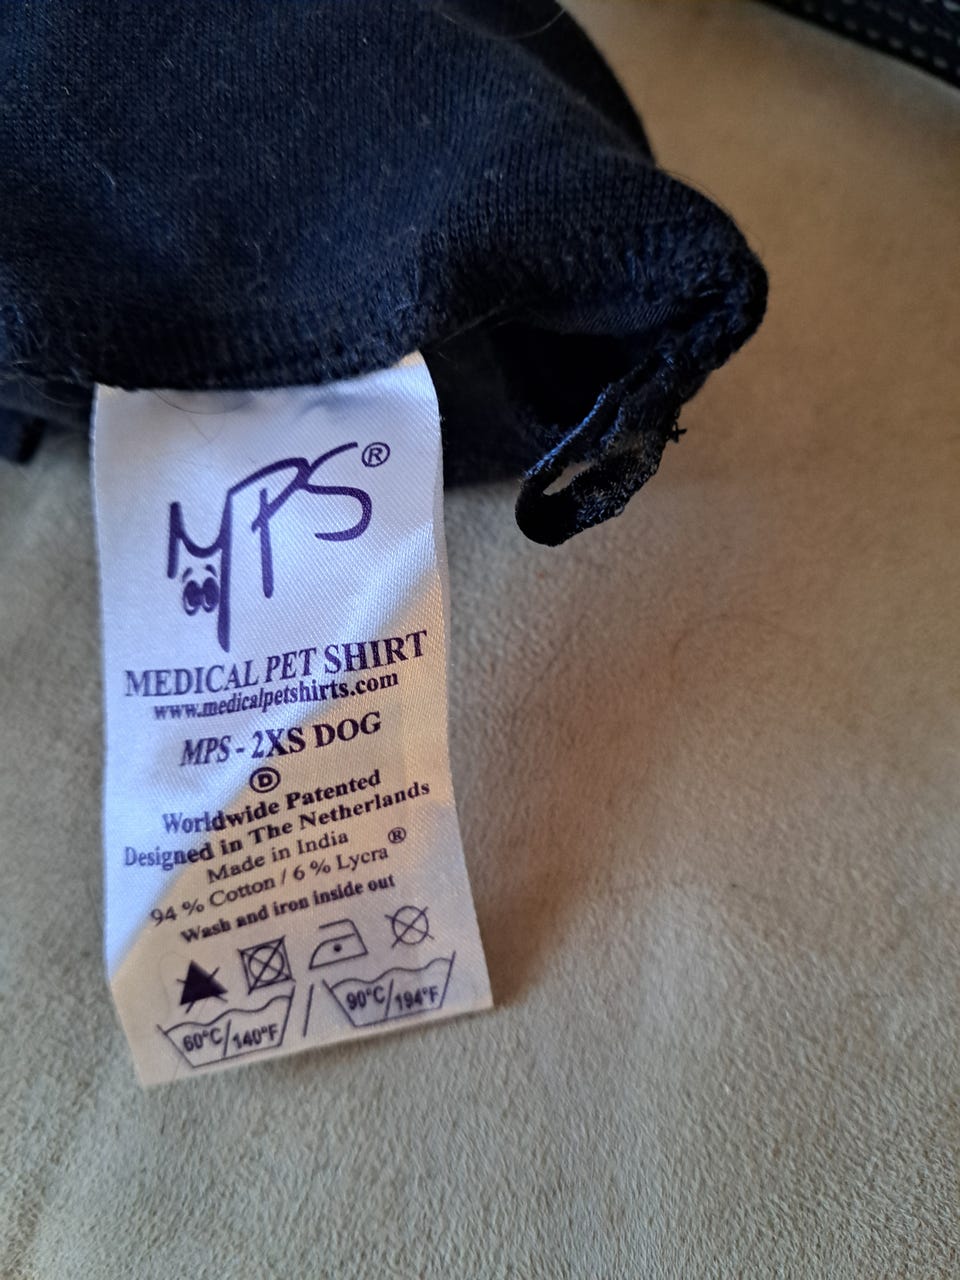 MPS®
MEDICAL PET SHIRT
www.medicalpetshirts.com
MPS - 2XS DOG
Ⓓ
Worldwide Patented
Designed in The Netherlands
Made in India
94 % Cotton / 6 % Lycra®
Wash and iron inside out
60°C/140°F / 90°C/194°F